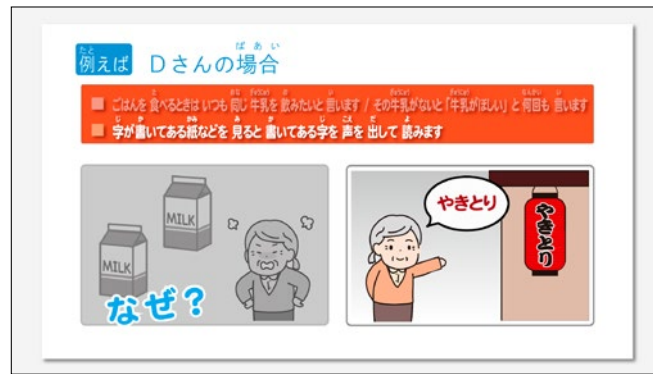 例えば Dさんの場合
■ ごはんを 食べるときは いつも 同じ 牛乳を 飲みたいと 言います / その牛乳がないと「牛乳がほしい」と 何回も 言います
■ 字が書いてある紙などを 見ると 書いてある字を 声を 出して 読みます
MILK
MILK
なぜ？
やきとり
やきとり